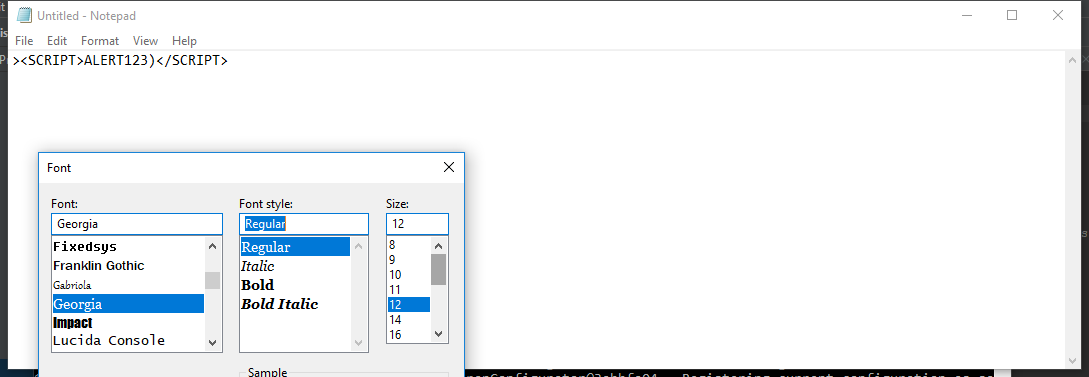 Untitled - Notepad
File Edit Format View Help
><SCRIPT>ALERT123)</SCRIPT>
Font
Font: Font style: Size:
Georgia Regular 12
Fixedsys Regular 8
Franklin Gothic Italic 9
Gabriola Bold 10
Georgia Bold Italic 11
Impact 12
Lucida Console 14
16
Sample